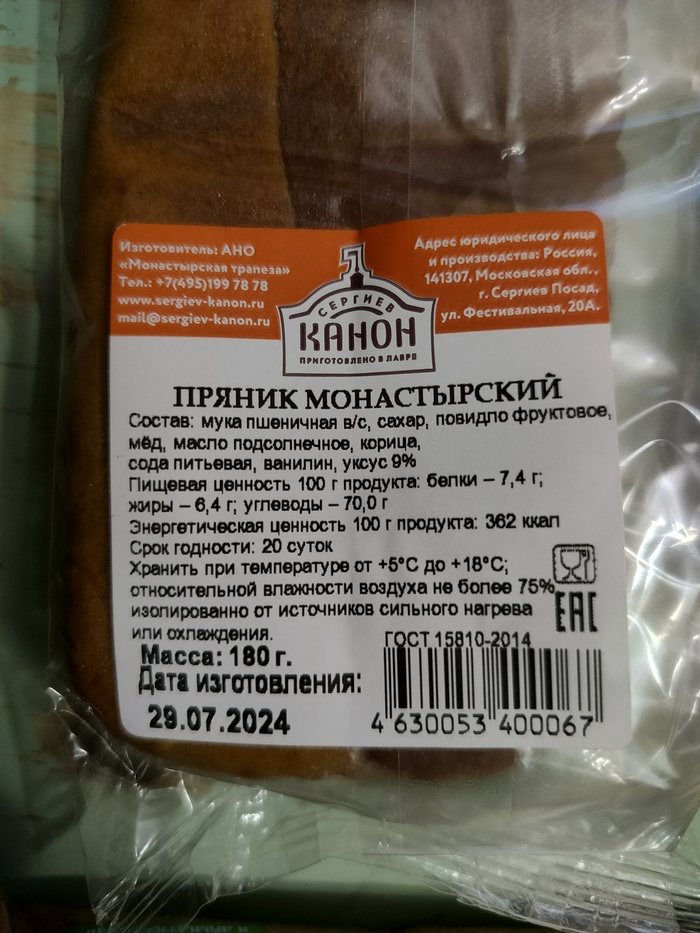 Изготовитель: АНО
«Монастырская трапеза»
Тел.: +7(495)199 78 78
www.sergiev-kanon.ru
mail@sergiev-kanon.ru
Адрес юридического лица
и производства: Россия,
141307, Московская обл.,
г. Сергиев Посад,
ул. Фестивальная, 20А.
СЕРГИЕВ
КАНОН
ПРИГОТОВЛЕНО В ЛАВРЕ
ПРЯНИК МОНАСТЫРСКИЙ
Состав: мука пшеничная в/с, сахар, повидло фруктовое,
мёд, масло подсолнечное, корица,
сода питьевая, ванилин, уксус 9%
Пищевая ценность 100 г продукта: белки – 7,4 г;
жиры – 6,4 г; углеводы – 70,0 г
Энергетическая ценность 100 г продукта: 362 ккал
Срок годности: 20 суток
Хранить при температуре от +5°С до +18°С;
относительной влажности воздуха не более 75%
изолированно от источников сильного нагрева
или охлаждения.
ЕАС
ГОСТ 15810-2014
Масса: 180 г.
Дата изготовления:
29.07.2024
4 630053 400067